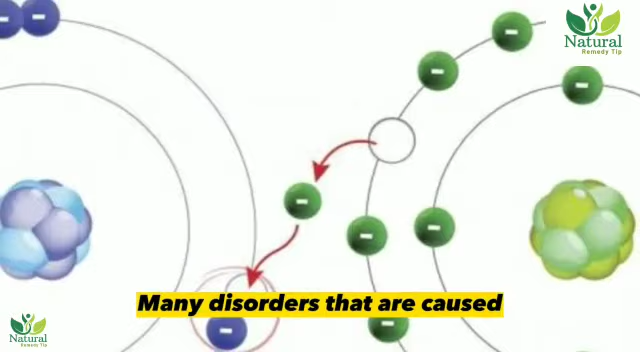 Natural
Remedy Tip
Many disorders that are caused
Natural
Remedy Tip